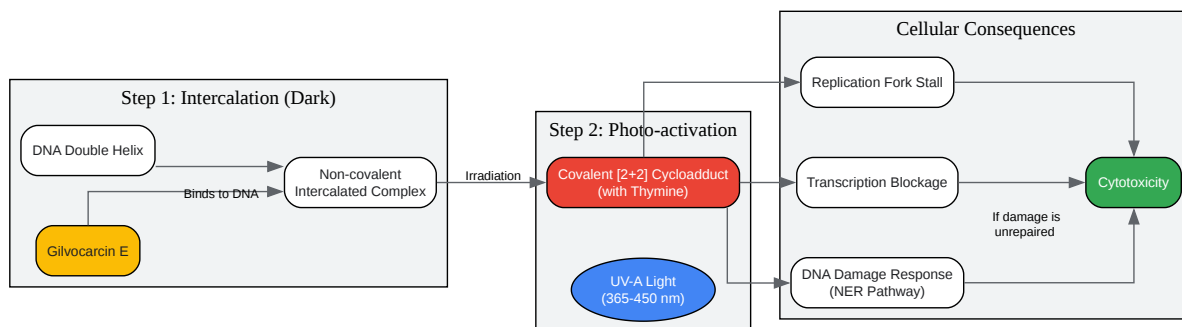 Step 1: Intercalation (Dark)
DNA Double Helix
Binds to DNA
Gilvocarcin E
Non-covalent
Intercalated Complex
Irradiation
Step 2: Photo-activation
Covalent [2+2] Cycloadduct
(with Thymine)
UV-A Light
(365-450 nm)
Cellular Consequences
Replication Fork Stall
Transcription Blockage
DNA Damage Response
(NER Pathway)
If damage is
unrepaired
Cytotoxicity